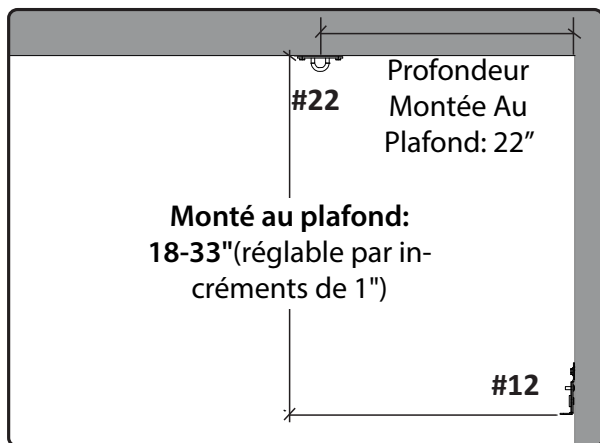 Profondeur
Montée Au
Plafond: 22”
#22
Monté au plafond:
18-33"(réglable par in-
créments de 1")
#12